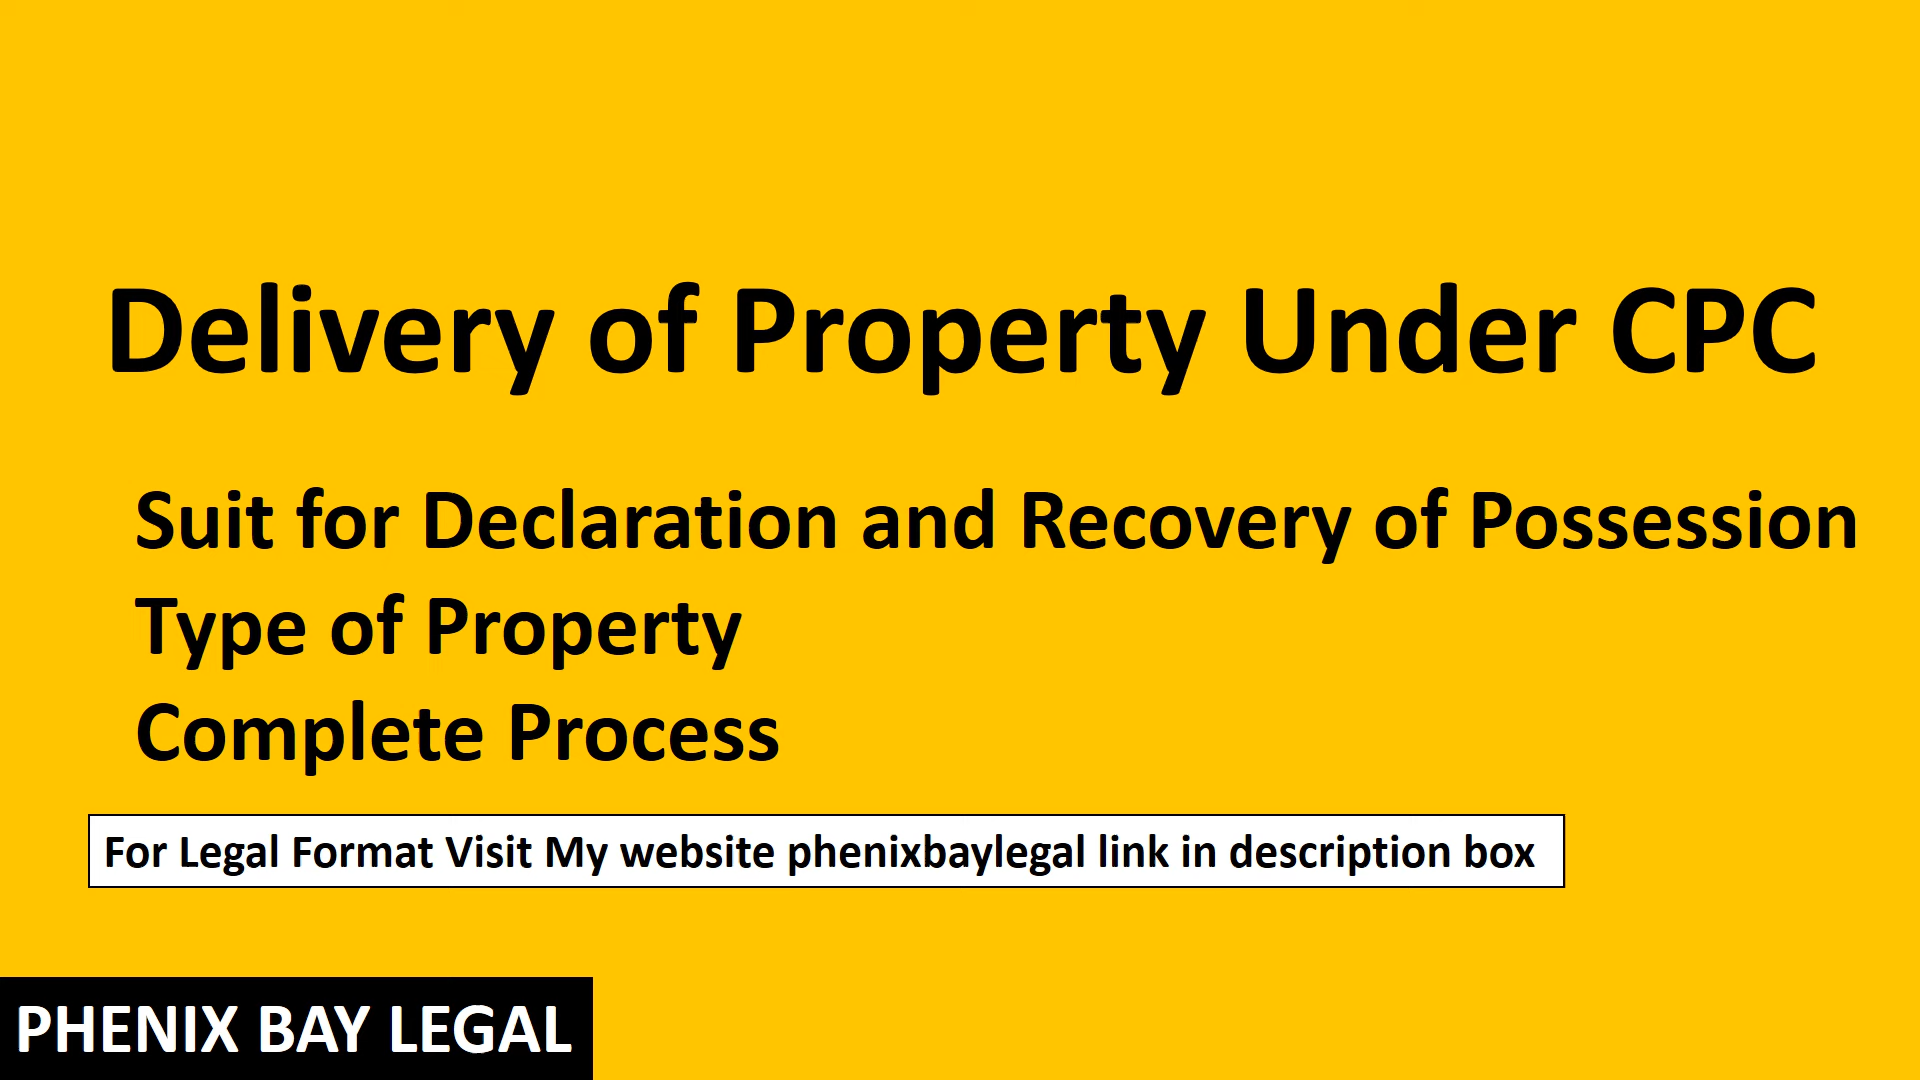 Delivery of Property Under CPC
Suit for Declaration and Recovery of Possession
Type of Property
Complete Process
For Legal Format Visit My website phenixbaylegal link in description box
PHENIX BAY LEGAL